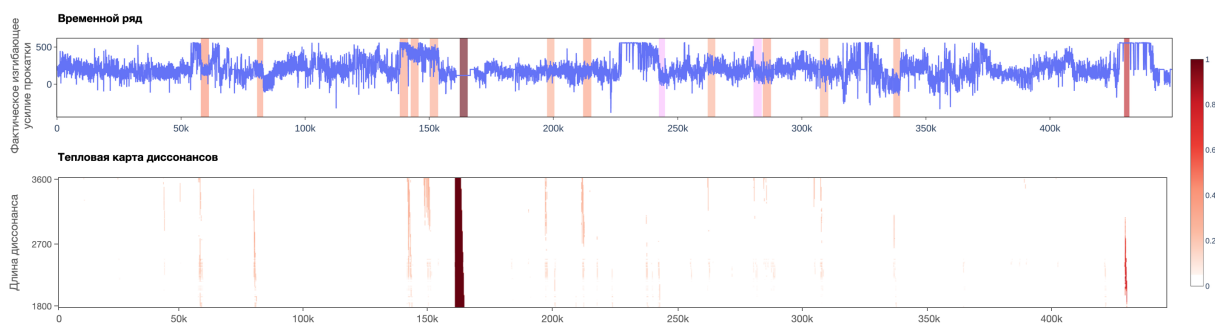 Временной ряд
Фактическое изгибающее
усилие прокатки
500
0
0 50k 100k 150k 200k 250k 300k 350k 400k
Тепловая карта диссонансов
Длина диссонанса
3600
2700
1800
0 50k 100k 150k 200k 250k 300k 350k 400k
1
0.8
0.6
0.4
0.2
0